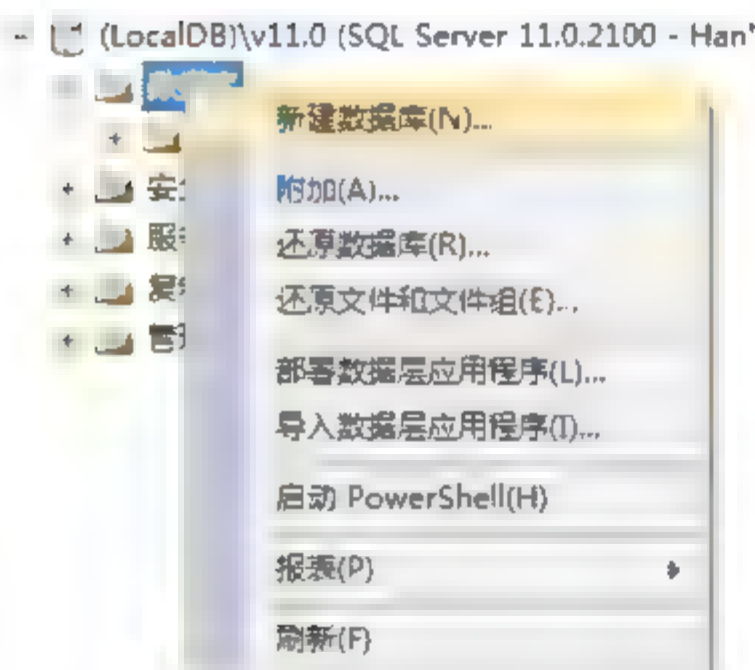 (LocalDB)\v11.0 (SQL Server 11.0.2100 - Han
新建数据库(N)...
附加(A)...
安
还原数据库(R)...
服
还原文件和文件组(E)...
部署数据层应用程序(L)...
导入数据层应用程序(I)...
启动 PowerShell(H)
报表(P)
刷新(F)